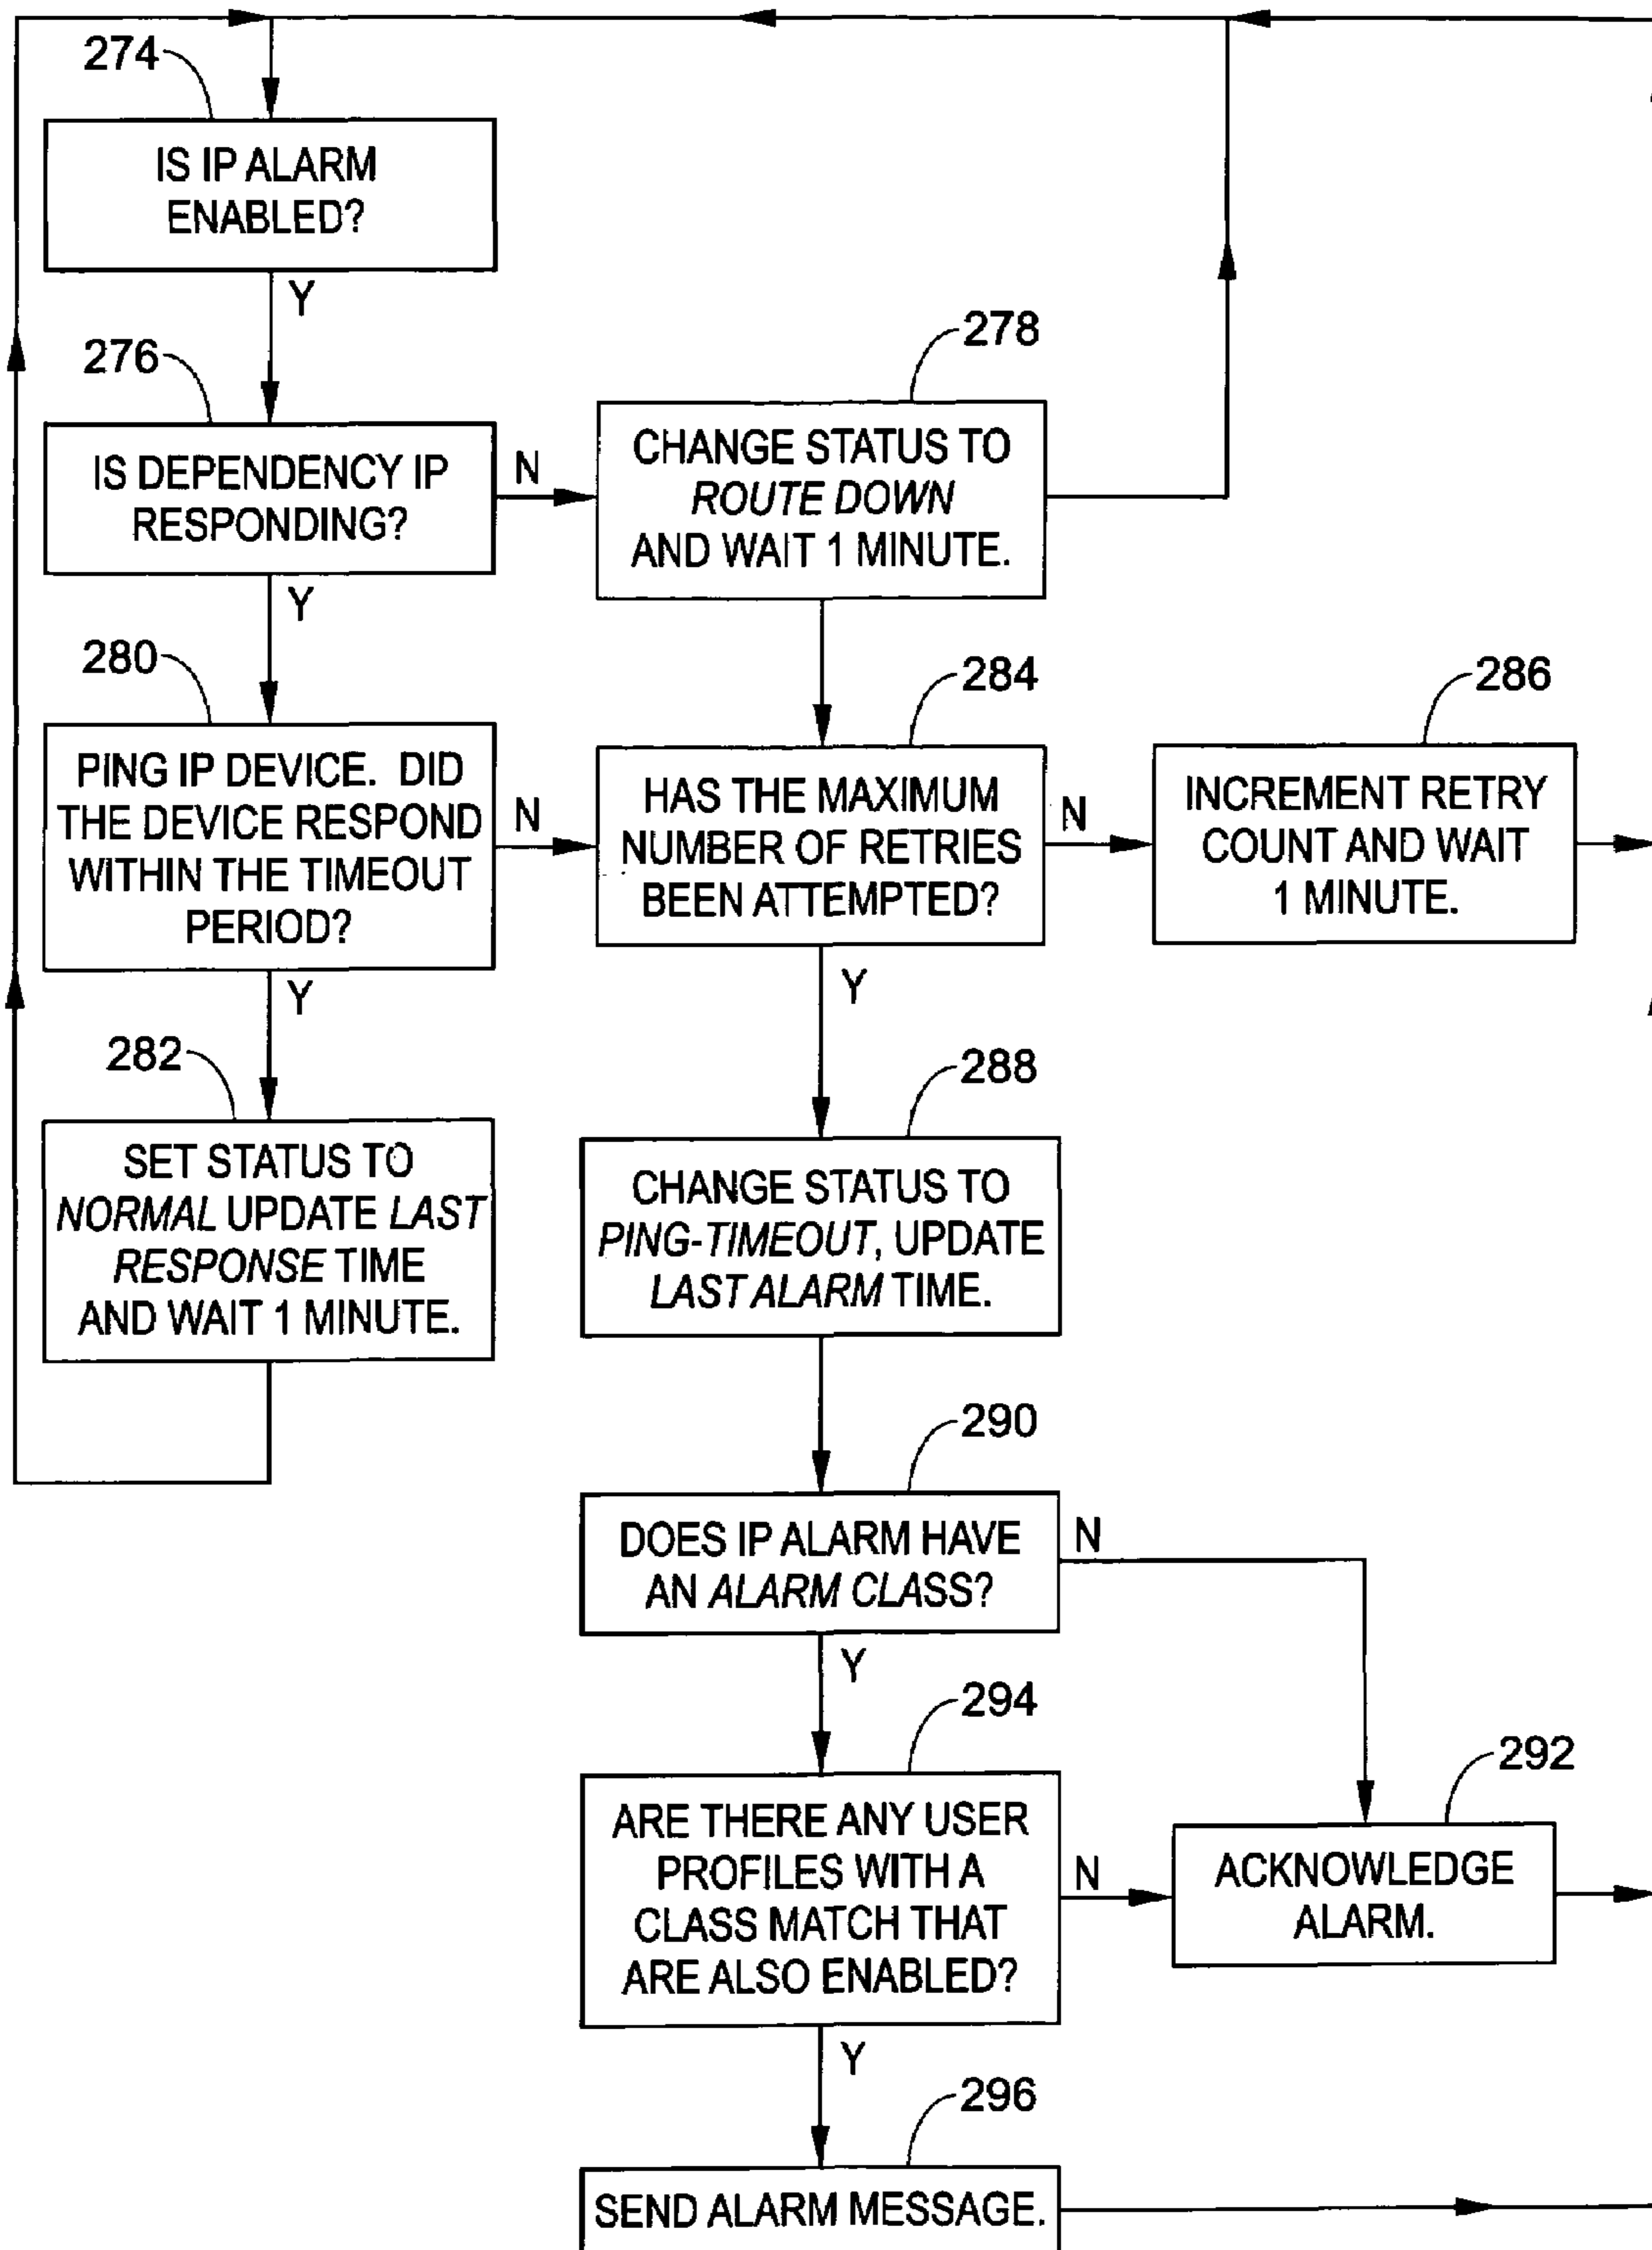 274
IS IP ALARM
ENABLED?
Y
276
IS DEPENDENCY IP
RESPONDING?
N
Y
278
CHANGE STATUS TO
ROUTE DOWN
AND WAIT 1 MINUTE.
280
PING IP DEVICE. DID
THE DEVICE RESPOND
WITHIN THE TIMEOUT
PERIOD?
N
Y
284
HAS THE MAXIMUM
NUMBER OF RETRIES
BEEN ATTEMPTED?
N
Y
286
INCREMENT RETRY
COUNT AND WAIT
1 MINUTE.
282
SET STATUS TO
NORMAL UPDATE LAST
RESPONSE TIME
AND WAIT 1 MINUTE.
288
CHANGE STATUS TO
PING-TIMEOUT, UPDATE
LAST ALARM TIME.
290
DOES IP ALARM HAVE
AN ALARM CLASS?
N
Y
294
ARE THERE ANY USER
PROFILES WITH A
CLASS MATCH THAT
ARE ALSO ENABLED?
N
Y
292
ACKNOWLEDGE
ALARM.
296
SEND ALARM MESSAGE.